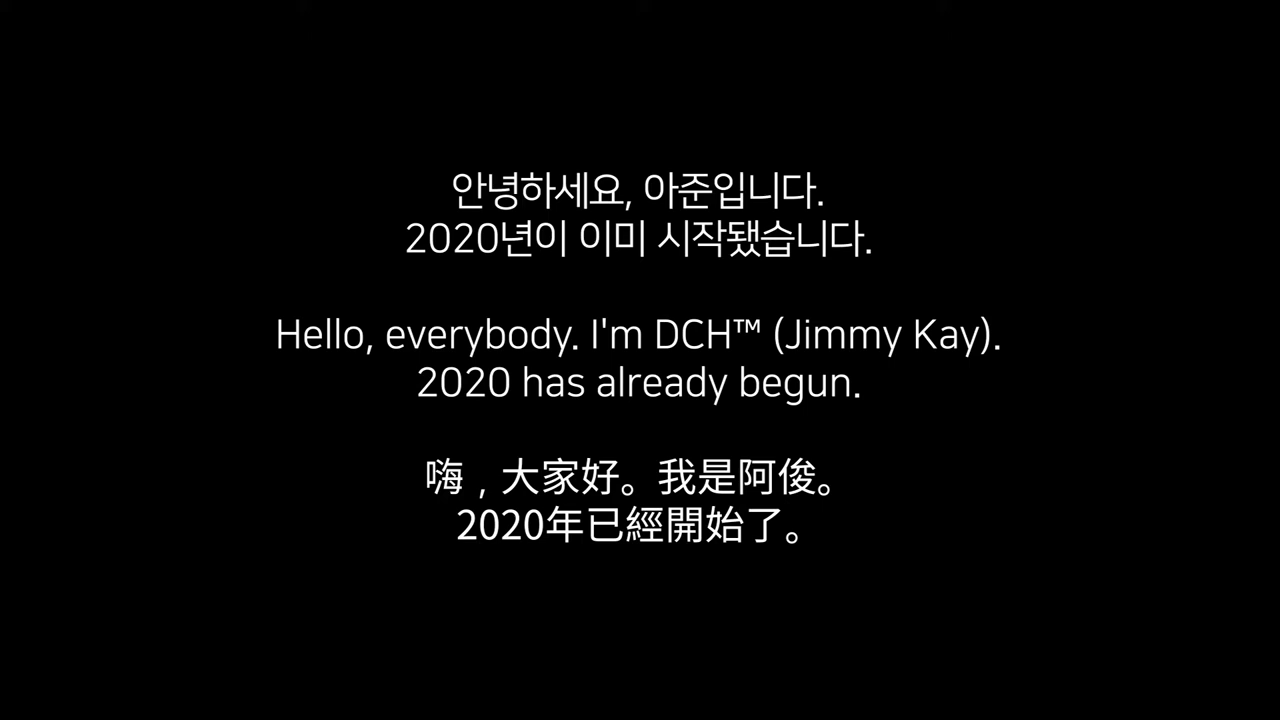 안녕하세요, 아준입니다.
2020년이 이미 시작됐습니다.
Hello, everybody. I'm DCH™ (Jimmy Kay).
2020 has already begun.
嗨，大家好。我是阿俊。
2020年已經開始了。